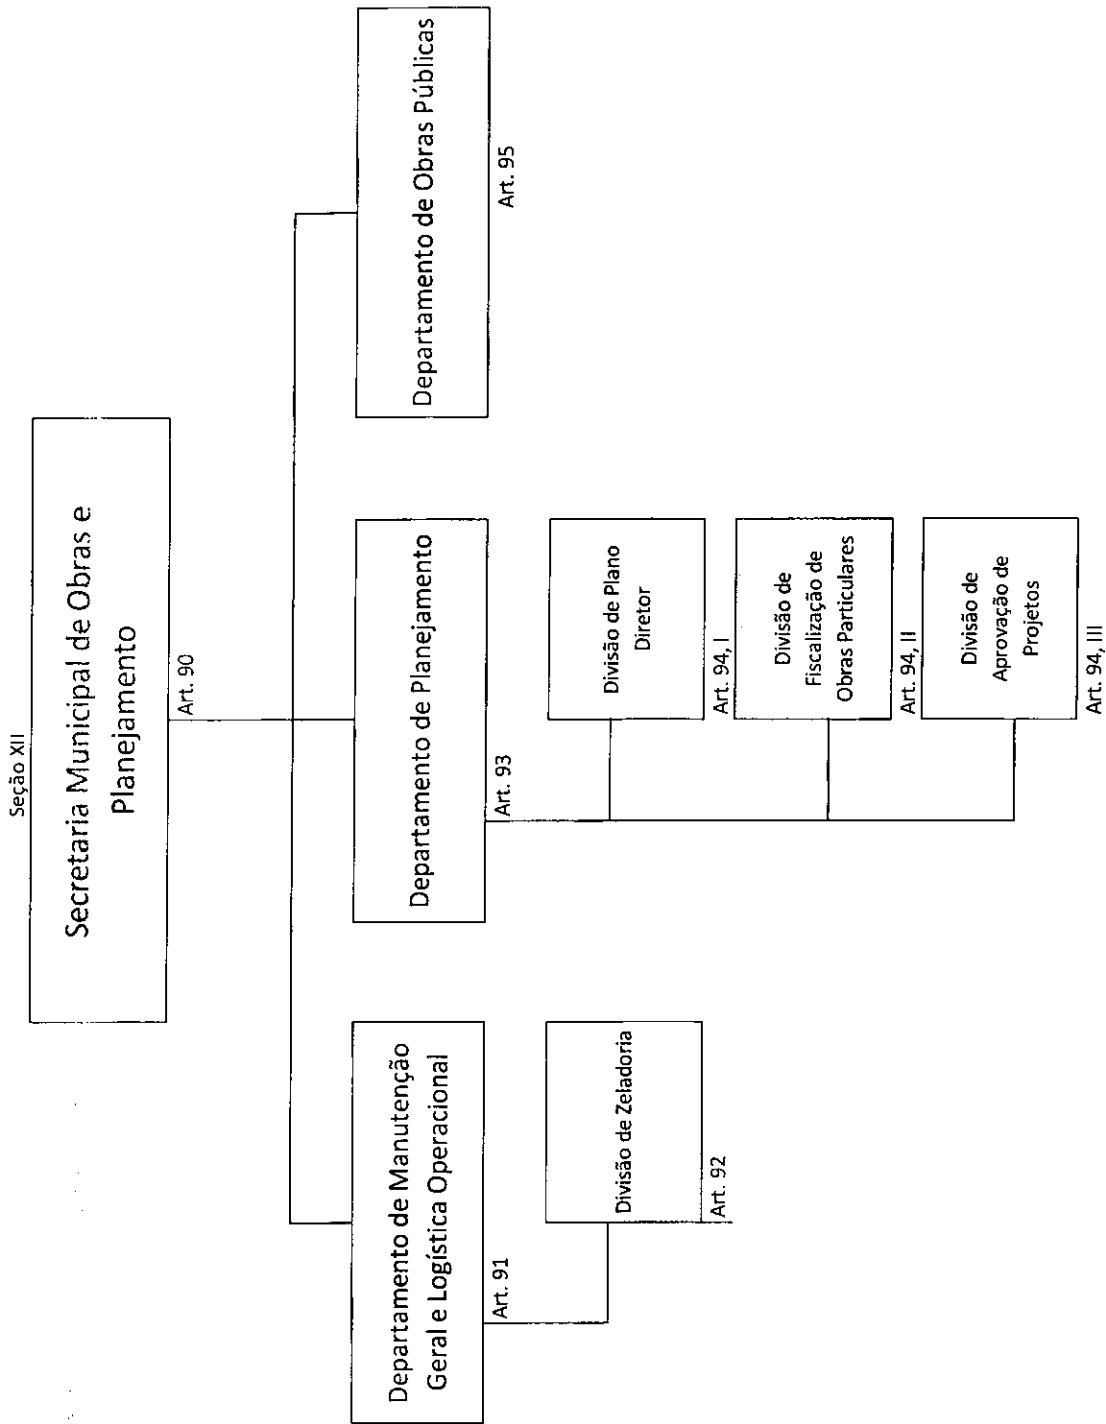 Seção XII
Secretaria Municipal de Obras e
Planejamento
Art. 90
Departamento de Manutenção
Geral e Logística Operacional
Art. 91
Divisão de Zeladoria
Art. 92
Departamento de Planejamento
Art. 93
Divisão de Plano
Diretor
Art. 94, I
Divisão de
Fiscalização de
Obras Particulares
Art. 94, II
Divisão de
Aprovação de
Projetos
Art. 94, III
Departamento de Obras Públicas
Art. 95